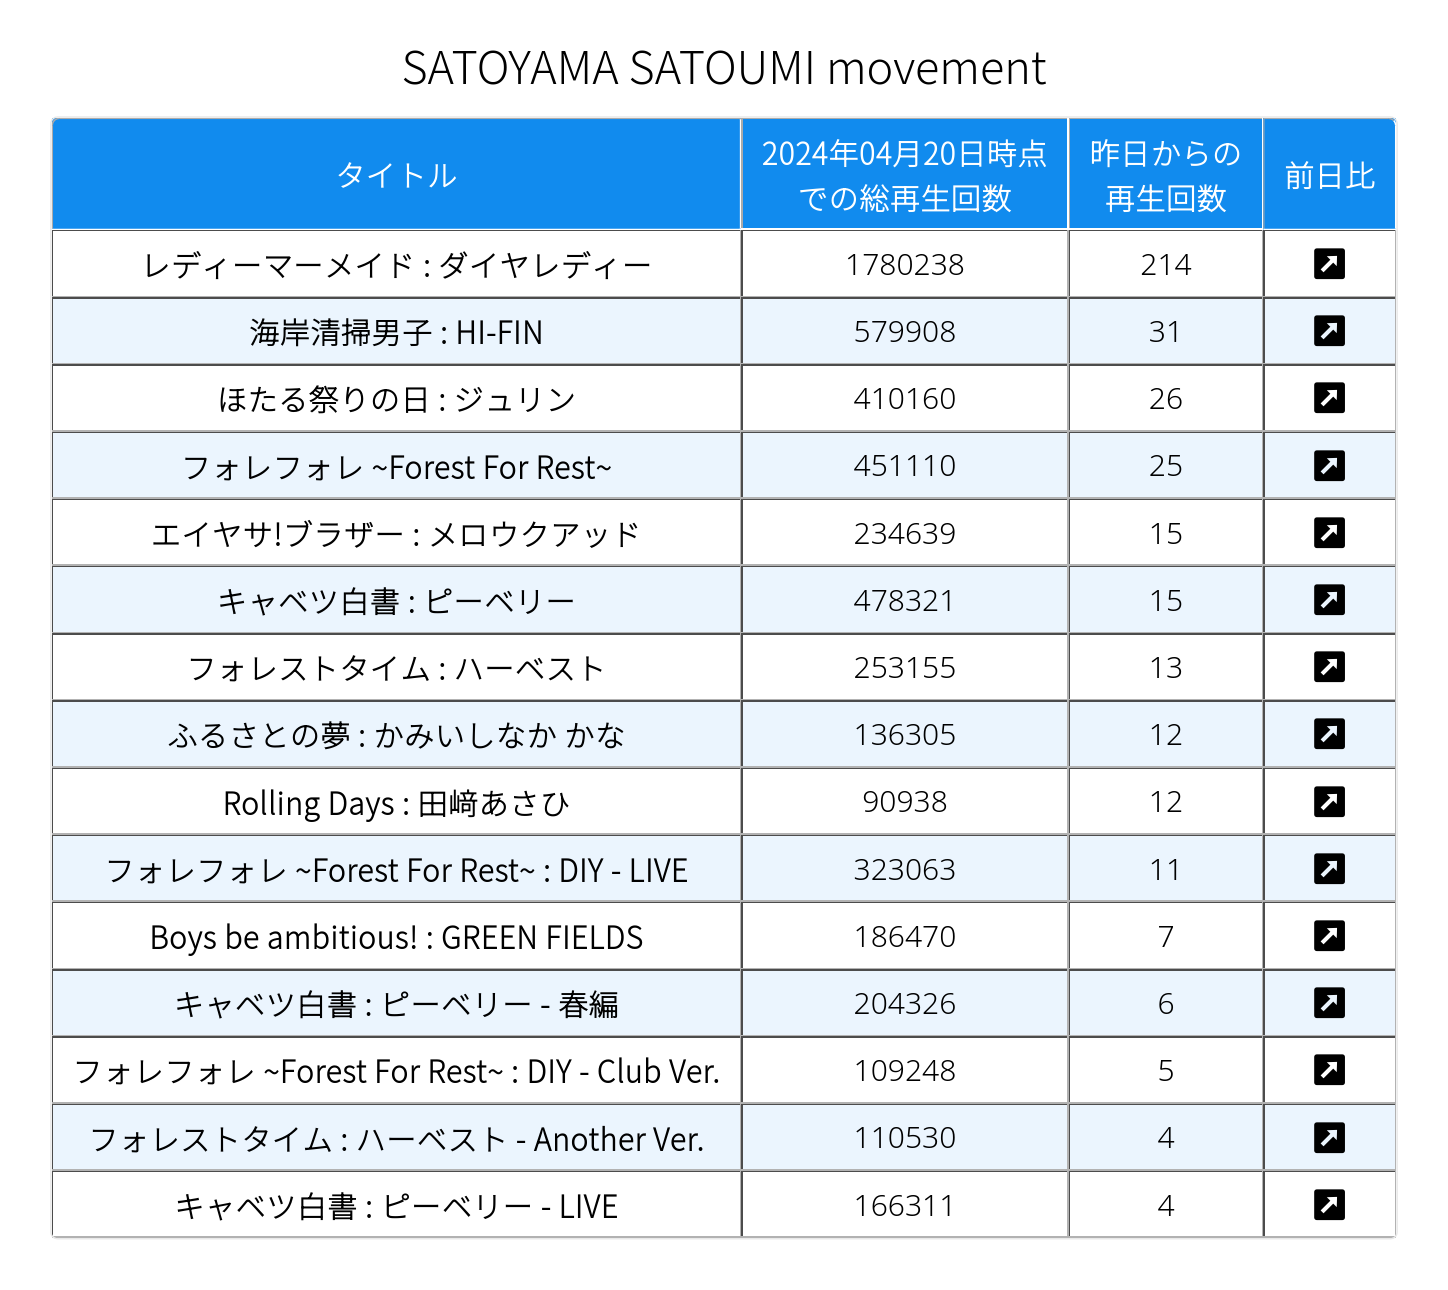 SATOYAMA SATOUMI movement
タイトル 2024年04月20日時点での総再生回数 昨日からの再生回数 前日比
レディーマーメイド : ダイヤレディー 1780238 214
海岸清掃男子 : HI-FIN 579908 31
ほたる祭りの日 : ジュリン 410160 26
フォレフォレ ~Forest For Rest~ 451110 25
エイヤサ!ブラザー : メロウクアッド 234639 15
キャベツ白書 : ピーベリー 478321 15
フォレストタイム : ハーベスト 253155 13
ふるさとの夢 : かみいしなか かな 136305 12
Rolling Days : 田﨑あさひ 90938 12
フォレフォレ ~Forest For Rest~ : DIY - LIVE 323063 11
Boys be ambitious! : GREEN FIELDS 186470 7
キャベツ白書 : ピーベリー - 春編 204326 6
フォレフォレ ~Forest For Rest~ : DIY - Club Ver. 109248 5
フォレストタイム : ハーベスト - Another Ver. 110530 4
キャベツ白書 : ピーベリー - LIVE 166311 4